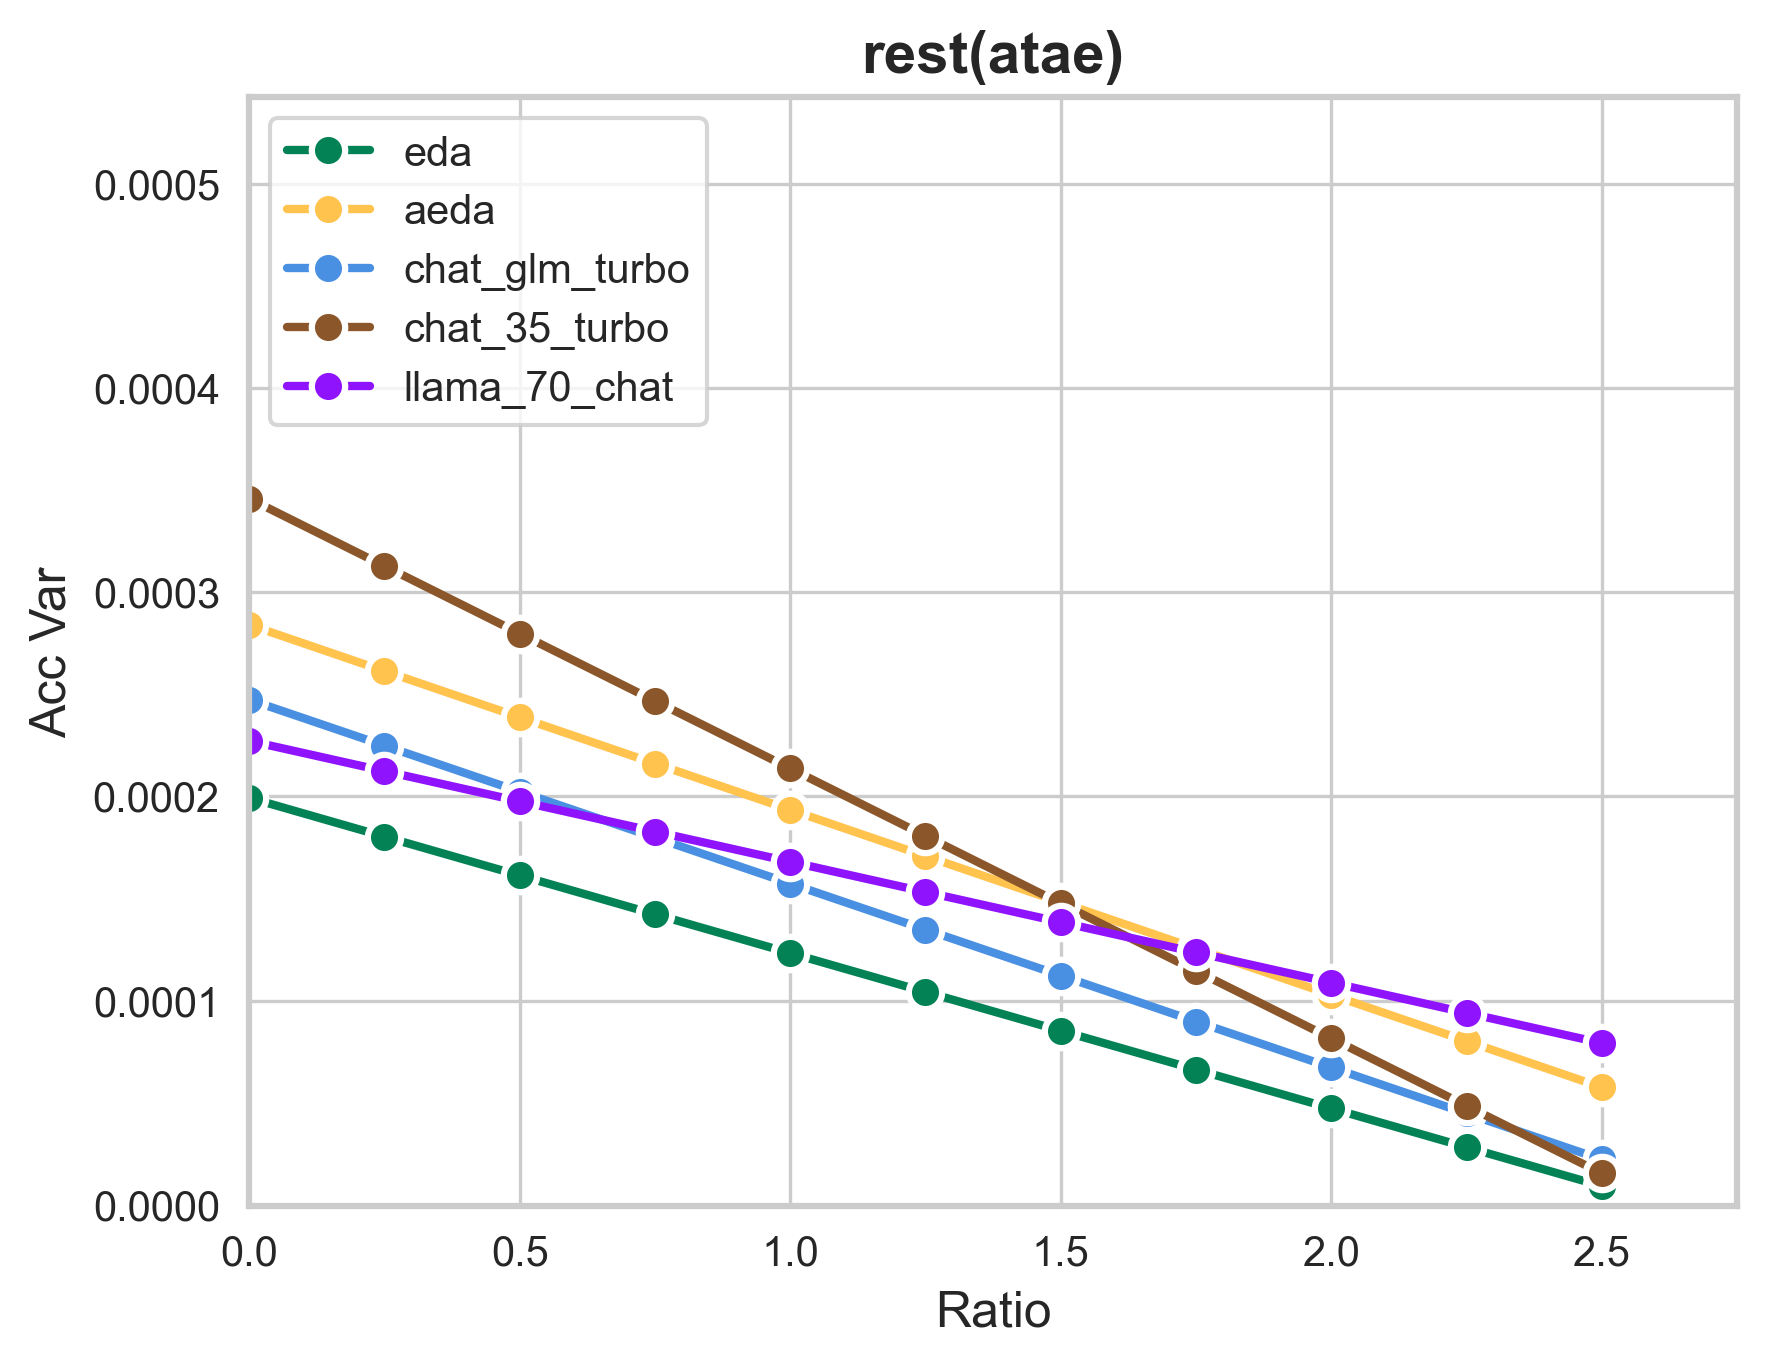 rest(atae)
eda
aeda
chat_glm_turbo
chat_35_turbo
llama_70_chat
0.0005
0.0004
0.0003
0.0002
0.0001
0.0000
Acc Var
0.0 0.5 1.0 1.5 2.0 2.5
Ratio